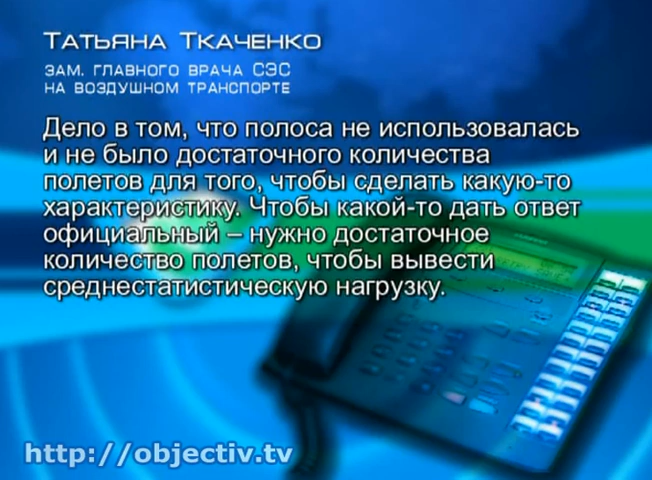 Татьяна Ткаченко
зам. главного врача СЭС
на воздушном транспорте
Дело в том, что полоса не использовалась
и не было достаточного количества
полетов для того, чтобы сделать какую-то
характеристику. Чтобы какой-то дать ответ
официальный – нужно достаточное
количество полетов, чтобы вывести
среднестатистическую нагрузку.
http://objectiv.tv